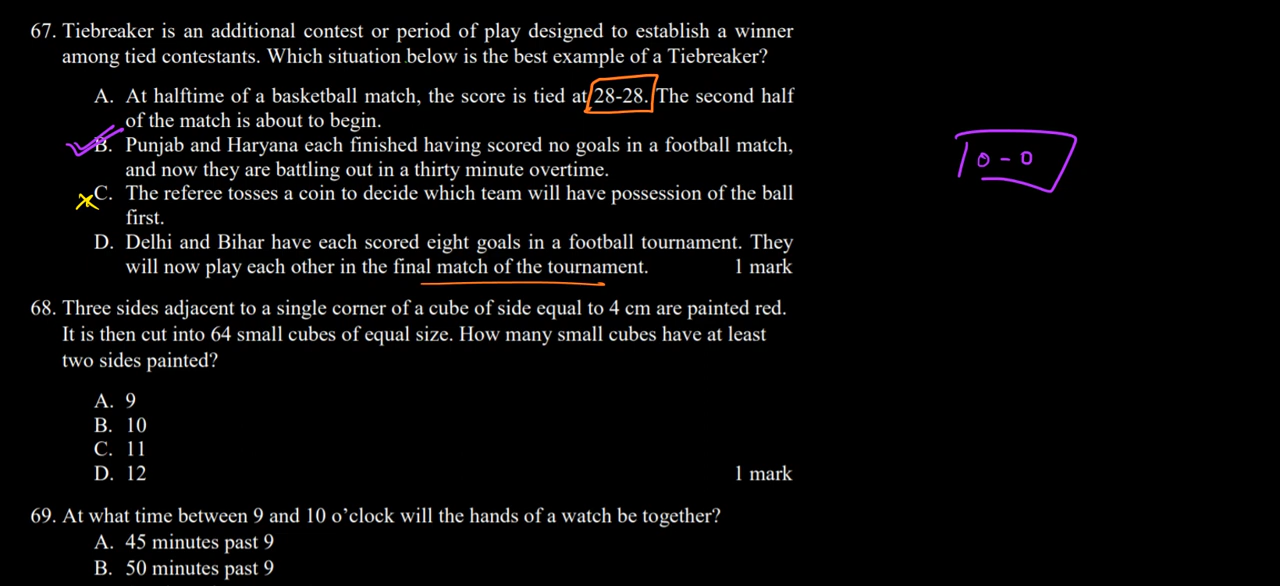 67. Tiebreaker is an additional contest or period of play designed to establish a winner
among tied contestants. Which situation below is the best example of a Tiebreaker?
A. At halftime of a basketball match, the score is tied at 28-28. The second half
of the match is about to begin.
B. Punjab and Haryana each finished having scored no goals in a football match,
and now they are battling out in a thirty minute overtime.
0 - 0
C. The referee tosses a coin to decide which team will have possession of the ball
first.
D. Delhi and Bihar have each scored eight goals in a football tournament. They
will now play each other in the final match of the tournament. 1 mark
68. Three sides adjacent to a single corner of a cube of side equal to 4 cm are painted red.
It is then cut into 64 small cubes of equal size. How many small cubes have at least
two sides painted?
A. 9
B. 10
C. 11
D. 12 1 mark
69. At what time between 9 and 10 o’clock will the hands of a watch be together?
A. 45 minutes past 9
B. 50 minutes past 9